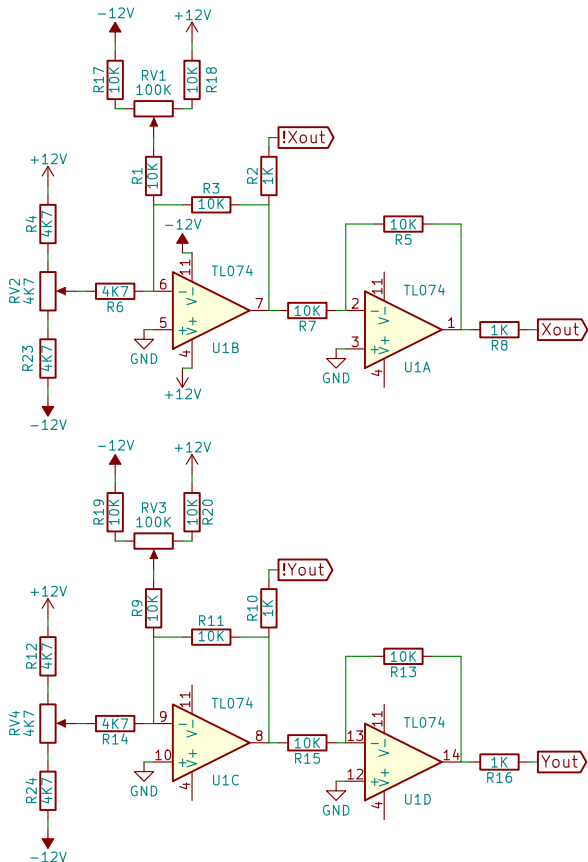 -12V
+12V
R17
10K
RV1
100K
10K
R18
!Xout
+12V
R1
10K
R3
10K
R2
1K
R4
4K7
-12V
RV2
4K7
4K7
R6
11
TL074
6
V-
7
5
V+
4
GND
U1B
+12V
10K
R7
10K
R5
11
TL074
2
V-
1
3
V+
4
GND
U1A
1K
R8
Xout
R23
4K7
-12V
-12V
+12V
R19
10K
RV3
100K
10K
R20
!Yout
+12V
R9
10K
R11
10K
R10
1K
R12
4K7
RV4
4K7
4K7
R14
11
TL074
9
V-
8
10
V+
4
GND
U1C
10K
R15
10K
R13
11
TL074
13
V-
14
12
V+
4
GND
U1D
1K
R16
Yout
R24
4K7
-12V